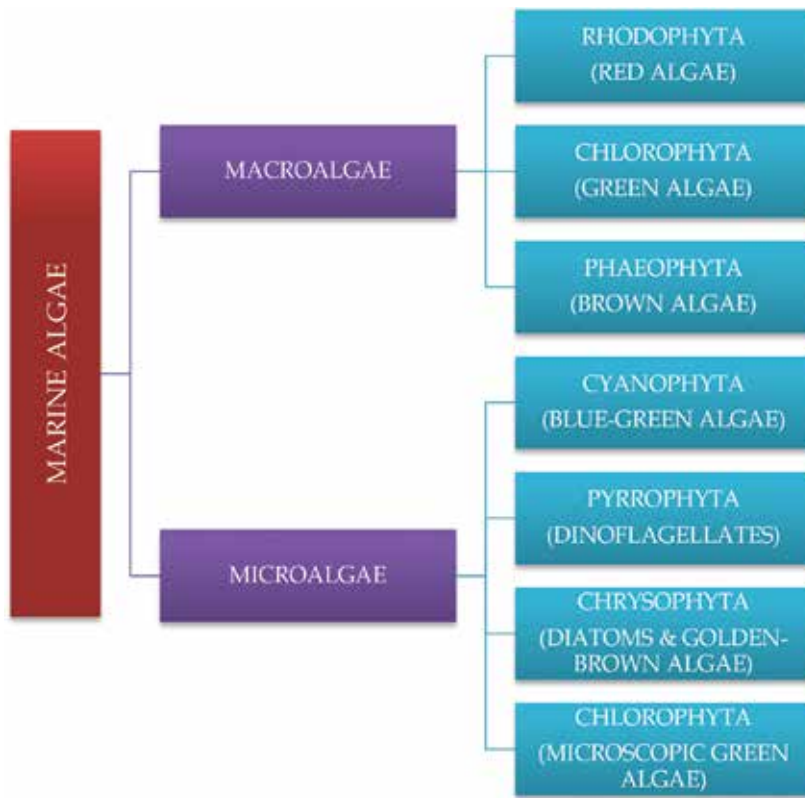 MARINE ALGAE
MACROALGAE
RHODOPHYTA
(RED ALGAE)
CHLOROPHYTA
(GREEN ALGAE)
PHAEOPHYTA
(BROWN ALGAE)
MICROALGAE
CYANOPHYTA
(BLUE-GREEN ALGAE)
PYRROPHYTA
(DINOFLAGELLATES)
CHRYSOPHYTA
(DIATOMS & GOLDEN-
BROWN ALGAE)
CHLOROPHYTA
(MICROSCOPIC GREEN
ALGAE)